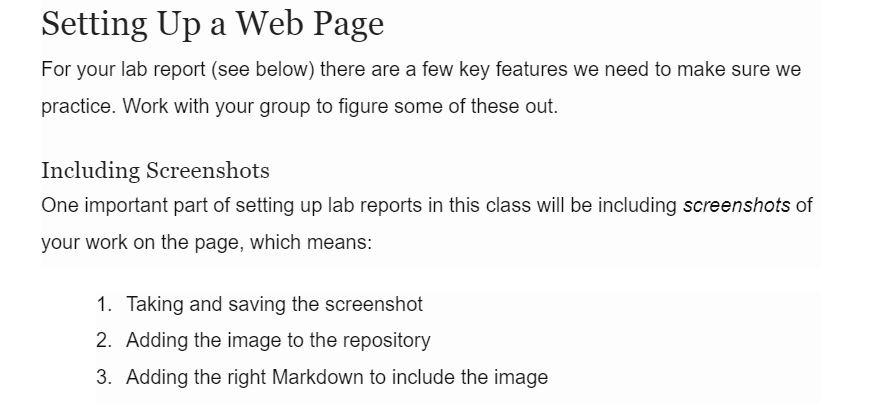 Setting Up a Web Page
For your lab report (see below) there are a few key features we need to make sure we
practice. Work with your group to figure some of these out.
Including Screenshots
One important part of setting up lab reports in this class will be including screenshots of
your work on the page, which means:
1. Taking and saving the screenshot
2. Adding the image to the repository
3. Adding the right Markdown to include the image